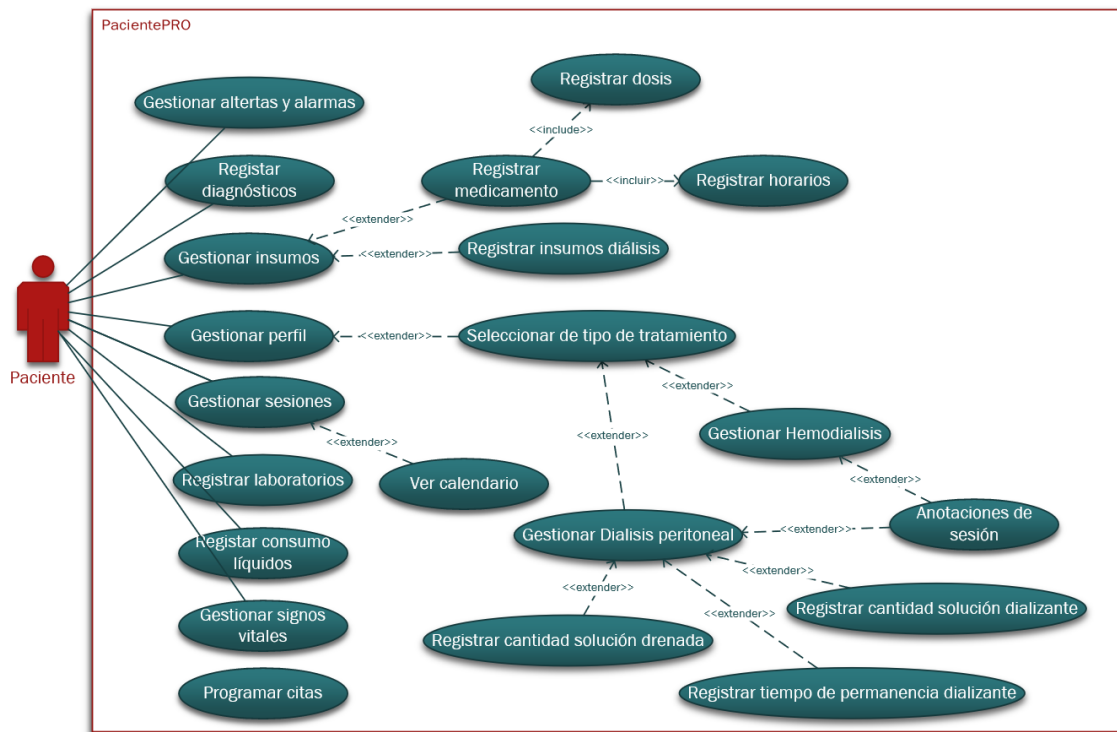 PacientePRO
Registrar dosis
Gestionar altertas y alarmas
<<include>>
Registar
diagnósticos
Registrar
medicamento
<<incluir>>
Registrar horarios
<<extender>>
Gestionar insumos
<<extender>>
Registrar insumos diálisis
Gestionar perfil
<<extender>>
Seleccionar de tipo de tratamiento
Paciente
<<extender>>
Gestionar sesiones
<<extender>>
Gestionar Hemodialisis
<<extender>>
Registrar laboratorios
Ver calendario
<<extender>>
Anotaciones de
sesión
Gestionar Dialisis peritoneal
<<extender>>
Registar consumo
líquidos
<<extender>>
<<extender>>
Registrar cantidad solución dializante
<<extender>>
Gestionar signos
vitales
Registrar cantidad solución drenada
Programar citas
Registrar tiempo de permanencia dializante